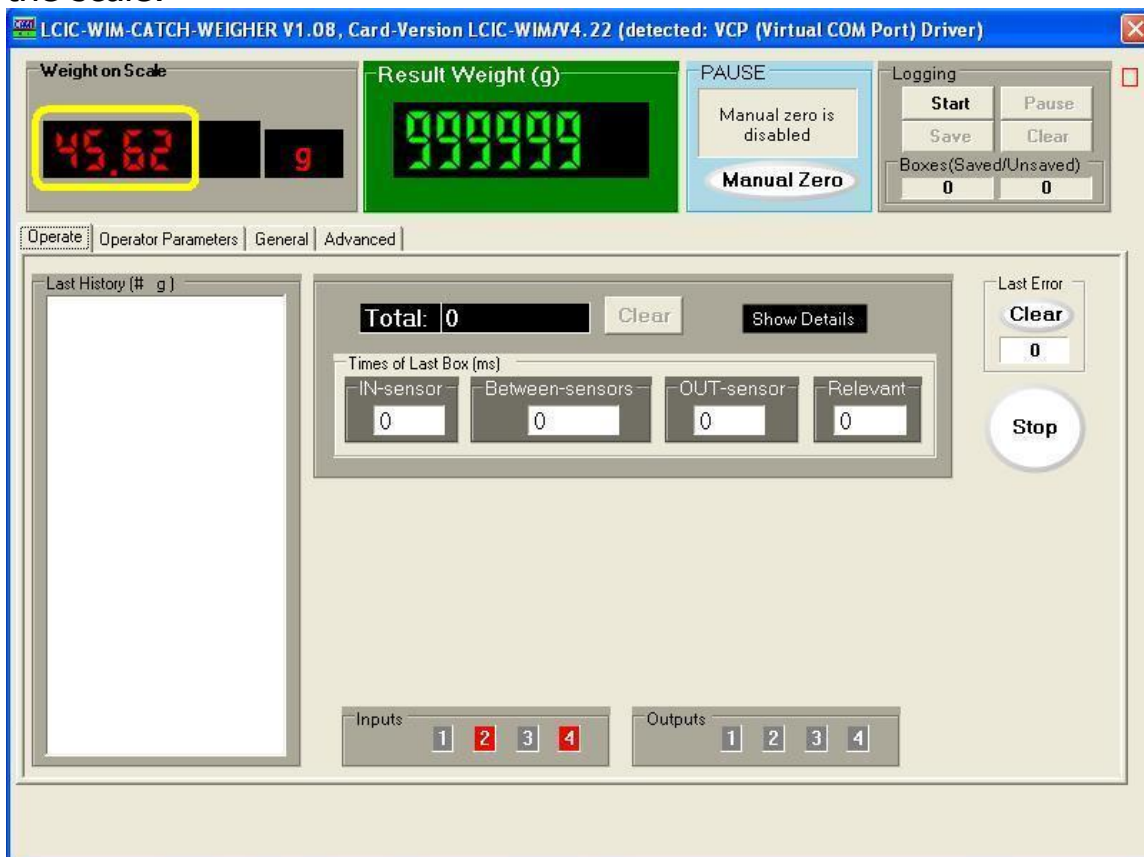 the scale.
LCIC-WIM-CATCH-WEIGHER V1.08, Card-Version LCIC-WIM/V4.22 (detected: VCP (Virtual COM Port) Driver)
Weight on Scale
45.62
g
Result Weight (g)
999999
PAUSE
Manual zero is
disabled
Manual Zero
Logging
Start Pause
Save Clear
Boxes(Saved/Unsaved)
0 0
Operate Operator Parameters General Advanced
Last History (# g )
Total: 0
Clear
Show Details
Times of Last Box (ms)
IN-sensor Between-sensors OUT-sensor Relevant
0 0 0 0
Last Error
Clear
0
Stop
Inputs
1 2 3 4
Outputs
1 2 3 4